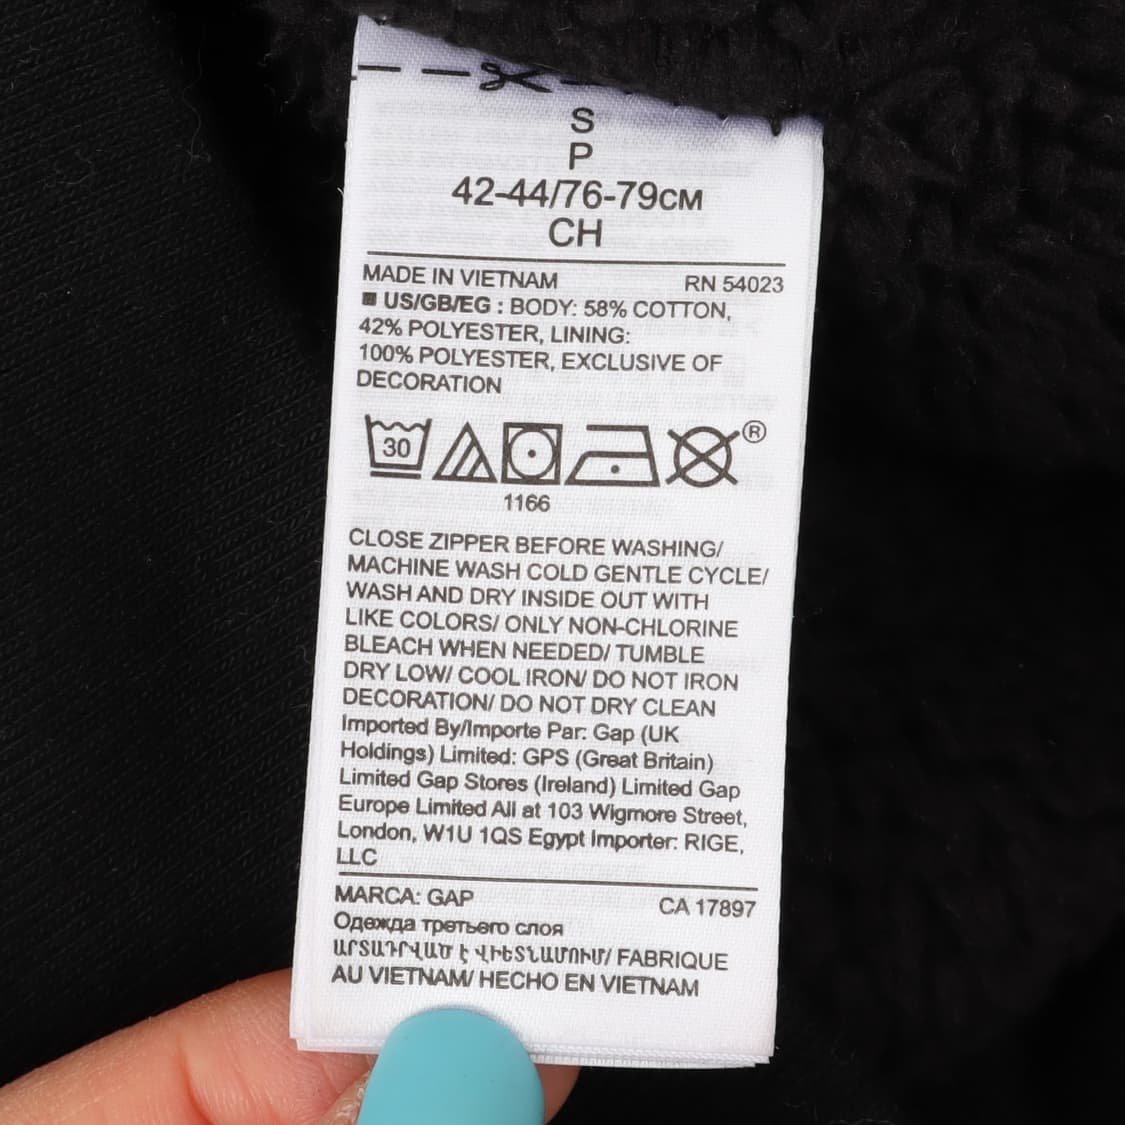 S
P
42-44/76-79СМ
CH
MADE IN VIETNAM RN 54023
US/GB/EG : BODY: 58% COTTON,
42% POLYESTER, LINING:
100% POLYESTER, EXCLUSIVE OF
DECORATION
30
®
1166
CLOSE ZIPPER BEFORE WASHING/
MACHINE WASH COLD GENTLE CYCLE/
WASH AND DRY INSIDE OUT WITH
LIKE COLORS/ ONLY NON-CHLORINE
BLEACH WHEN NEEDED/ TUMBLE
DRY LOW/ COOL IRON/ DO NOT IRON
DECORATION/ DO NOT DRY CLEAN
Imported By/Importe Par: Gap (UK
Holdings) Limited: GPS (Great Britain)
Limited Gap Stores (Ireland) Limited Gap
Europe Limited All at 103 Wigmore Street,
London, W1U 1QS Egypt Importer: RIGE,
LLC
MARCA: GAP CA 17897
Одежда третьего слоя
ԱՐՏԱԴՐՎԱԾ Է ՎԻԵՏՆԱՄՈՒՄ/ FABRIQUE
AU VIETNAM/ HECHO EN VIETNAM